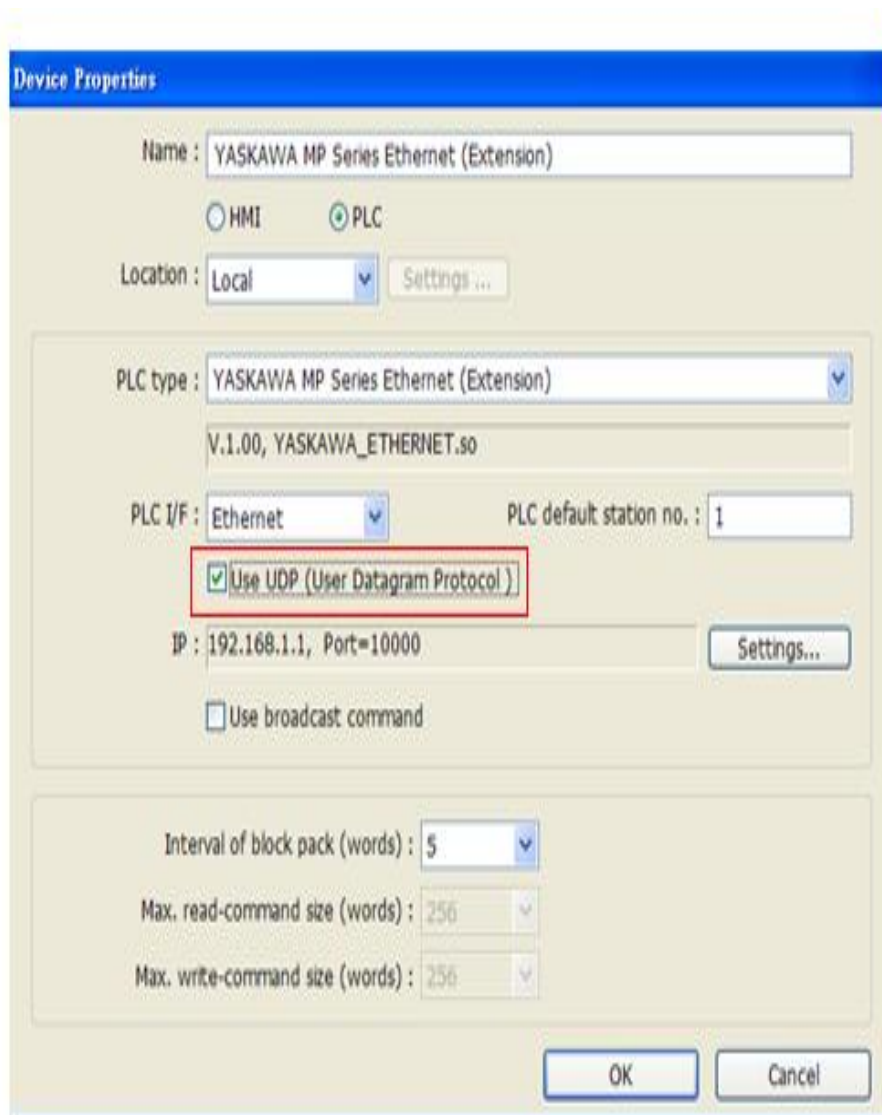 Device Properties
Name : YASKAWA MP Series Ethernet (Extension)
HMI PLC
Location : Local Settings ...
PLC type : YASKAWA MP Series Ethernet (Extension)
V.1.00, YASKAWA_ETHERNET.so
PLC I/F : Ethernet PLC default station no. : 1
Use UDP (User Datagram Protocol )
IP : 192.168.1.1, Port=10000 Settings...
Use broadcast command
Interval of block pack (words) : 5
Max. read-command size (words) : 256
Max. write-command size (words) : 256
OK Cancel